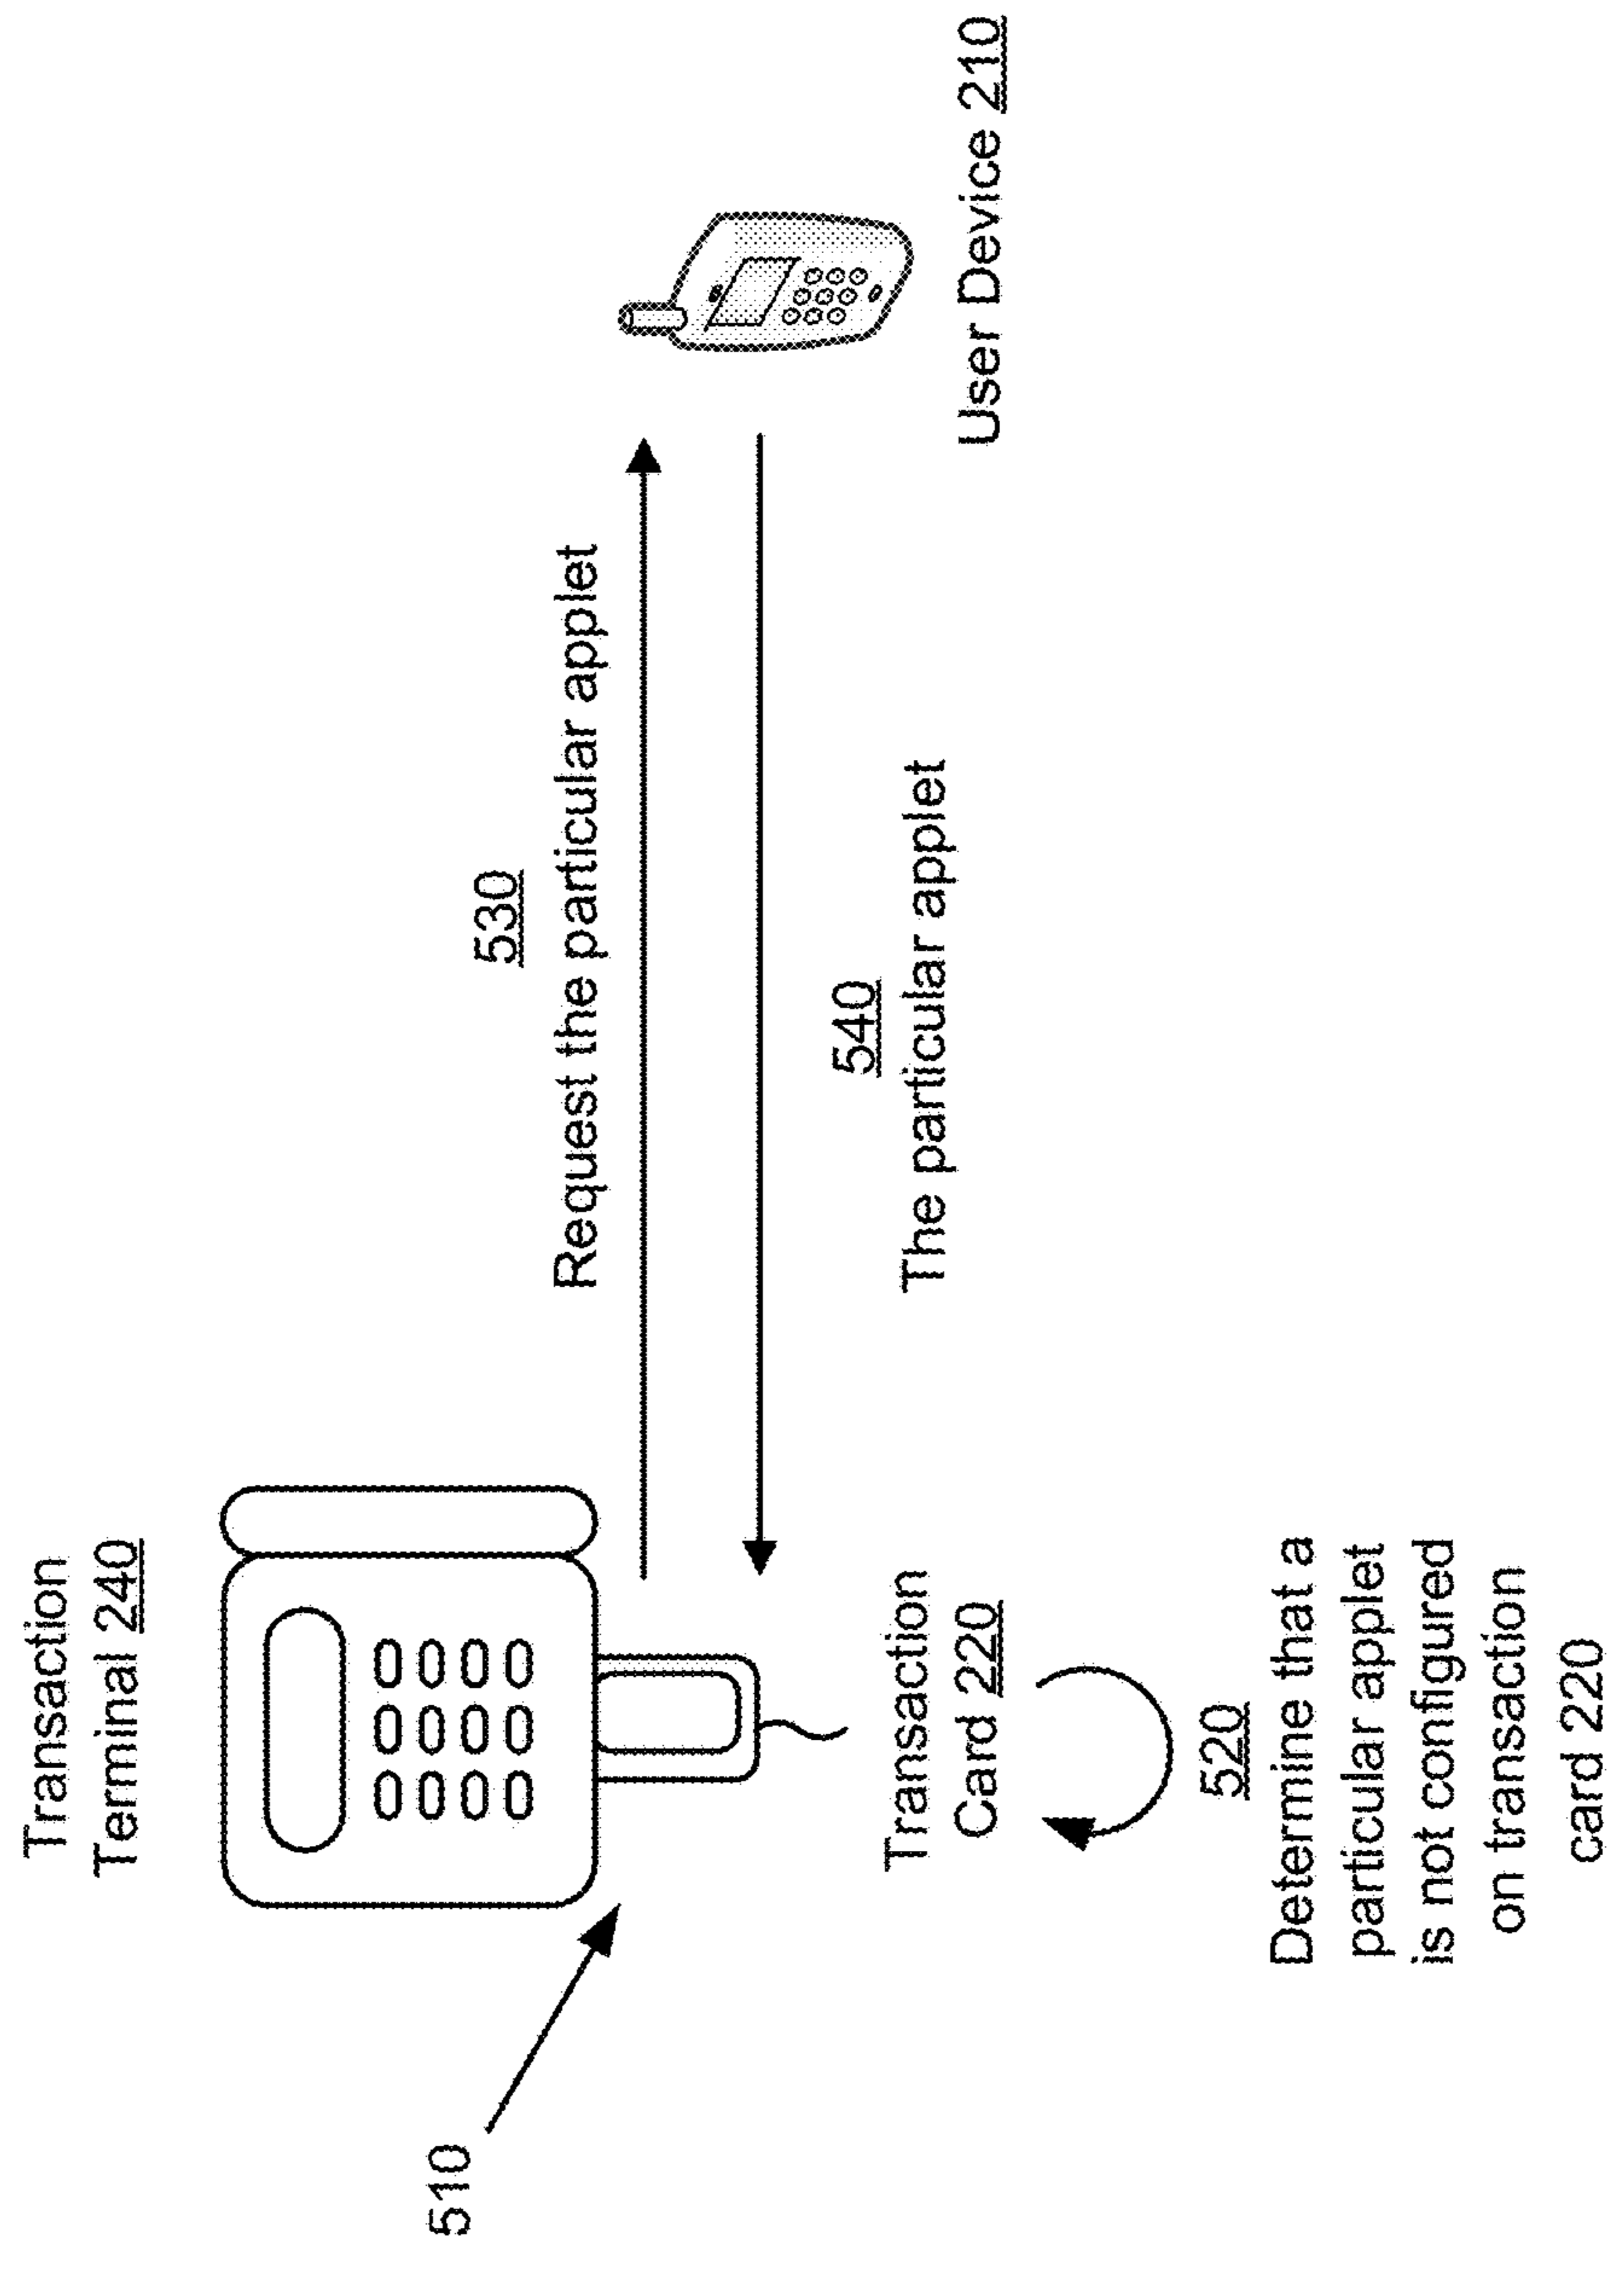 Transaction
Terminal 240
510
530
Request the particular applet
540
The particular applet
User Device 210
Transaction
Card 220
520
Determine that a
particular applet
is not configured
on transaction
card 220